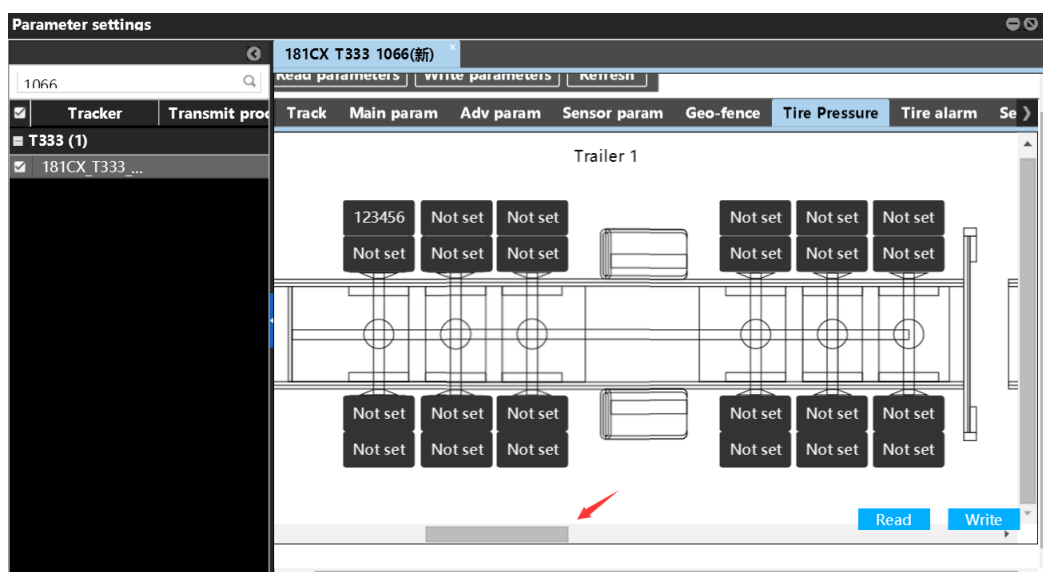 Parameter settings
181CX T333 1066(新)
1066
Read parameters Write parameters Refresh
Tracker Transmit prod
Track Main param Adv param Sensor param Geo-fence Tire Pressure Tire alarm Se
T333 (1)
181CX_T333_...
Trailer 1
123456 Not set Not set Not set Not set Not set
Not set Not set Not set Not set Not set Not set
Not set Not set Not set Not set Not set Not set
Not set Not set Not set Not set Not set Not set
Read Write